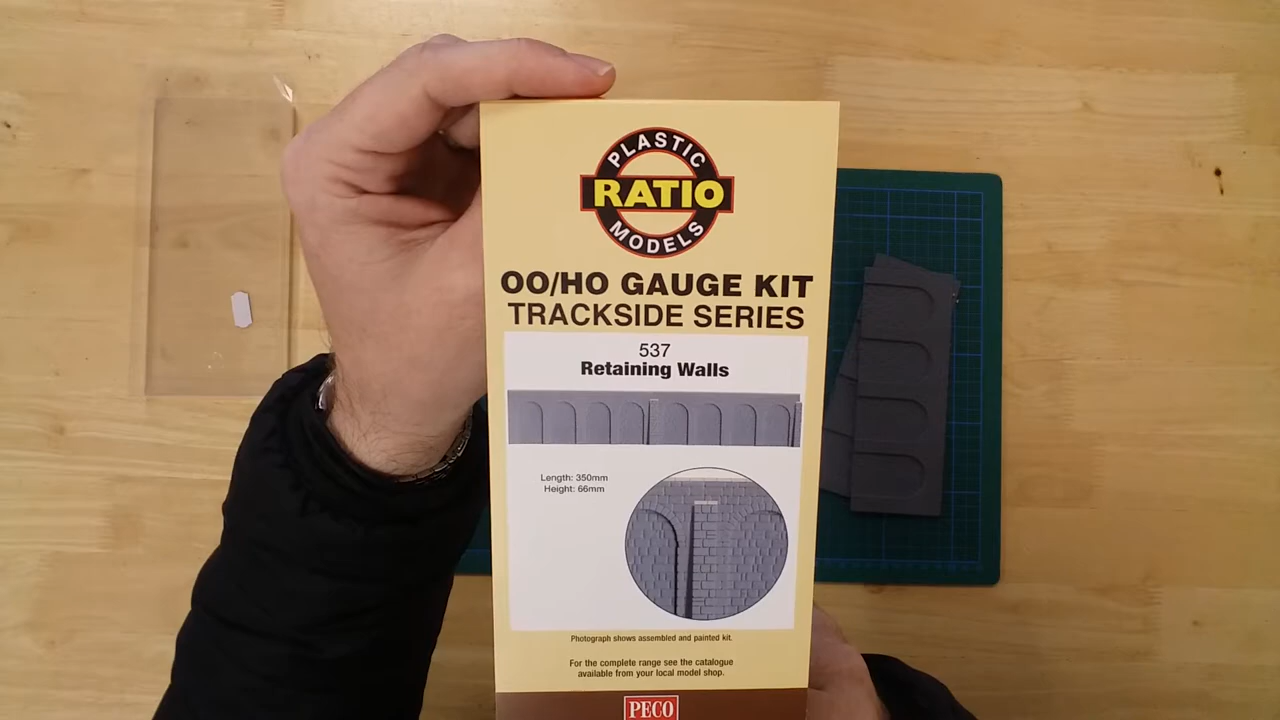 PLASTIC
RATIO
MODELS
OO/HO GAUGE KIT
TRACKSIDE SERIES
537
Retaining Walls
Length: 350mm
Height: 66mm
Photograph shows assembled and painted kit.
For the complete range see the catalogue
available from your local model shop.
PECO